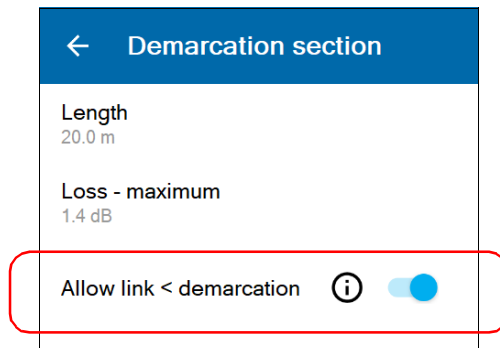 Demarcation section
Length
20.0 m
Loss - maximum
1.4 dB
Allow link < demarcation